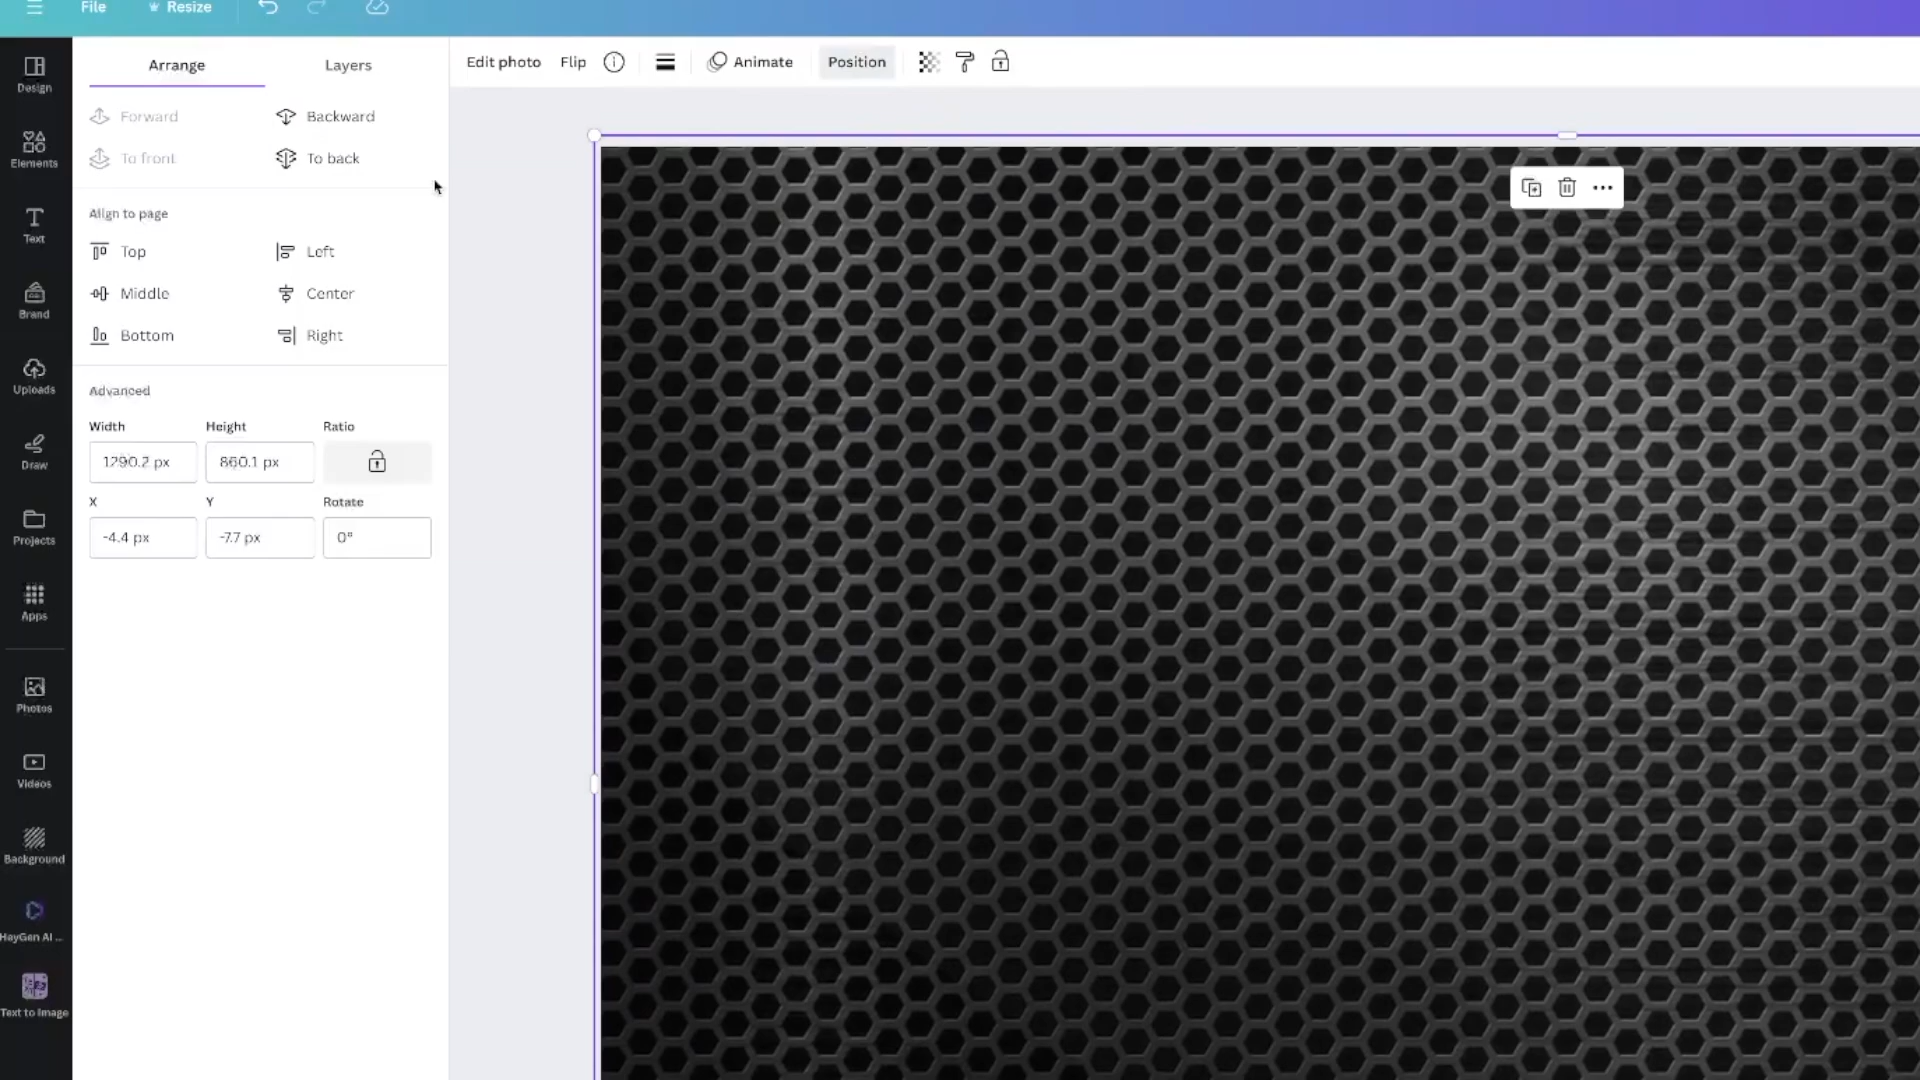 File
Resize
Design
Elements
Text
Brand
Uploads
Draw
Projects
Apps
Photos
Videos
Background
HayGen AI ...
Text to Image
Arrange
Layers
Forward
Backward
To front
To back
Align to page
Top
Left
Middle
Center
Bottom
Right
Advanced
Width
Height
Ratio
1290.2 px
860.1 px
X
Y
Rotate
-4.4 px
-7.7 px
0°
Edit photo
Flip
Animate
Position